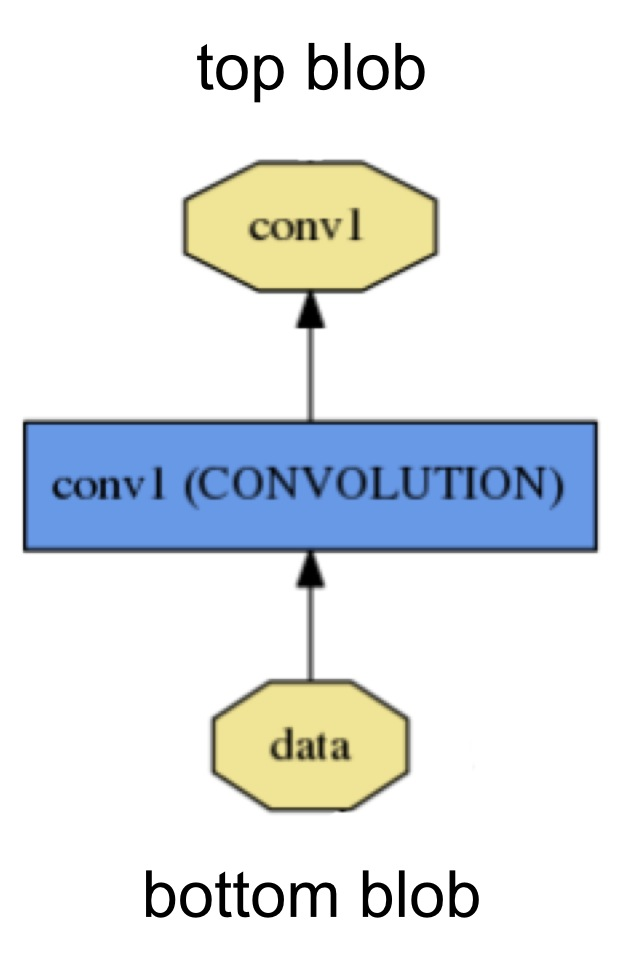 top blob
conv1
conv1 (CONVOLUTION)
data
bottom blob